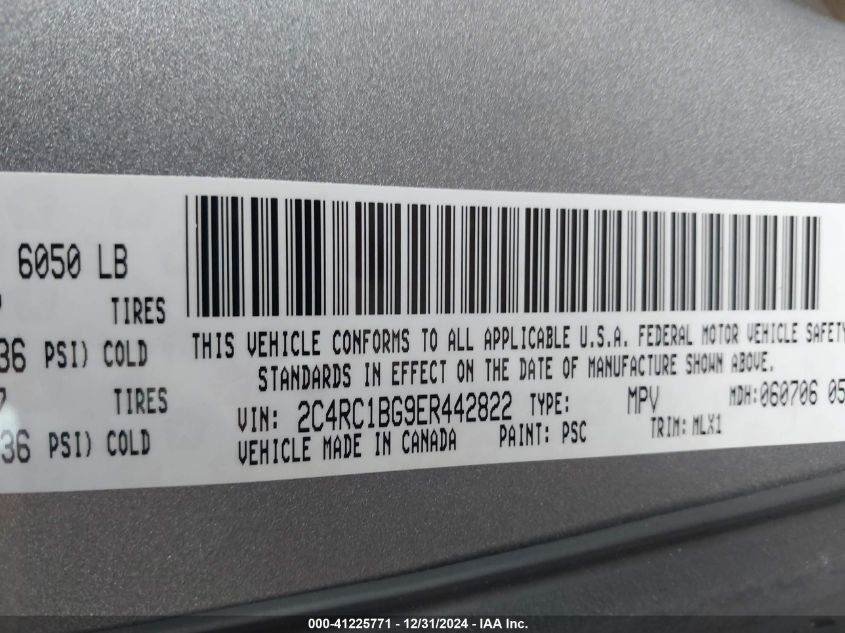 6050 LB
TIRES
36 PSI) COLD
TIRES
36 PSI) COLD
THIS VEHICLE CONFORMS TO ALL APPLICABLE U.S.A. FEDERAL MOTOR VEHICLE SAFETY
STANDARDS IN EFFECT ON THE DATE OF MANUFACTURE SHOWN ABOVE.
VIN: 2C4RC1BG9ER442822 TYPE: MPV MDH:060706 05
VEHICLE MADE IN CANADA PAINT: PSC TRIM: MLX1
000-41225771 - 12/31/2024 - IAA Inc.